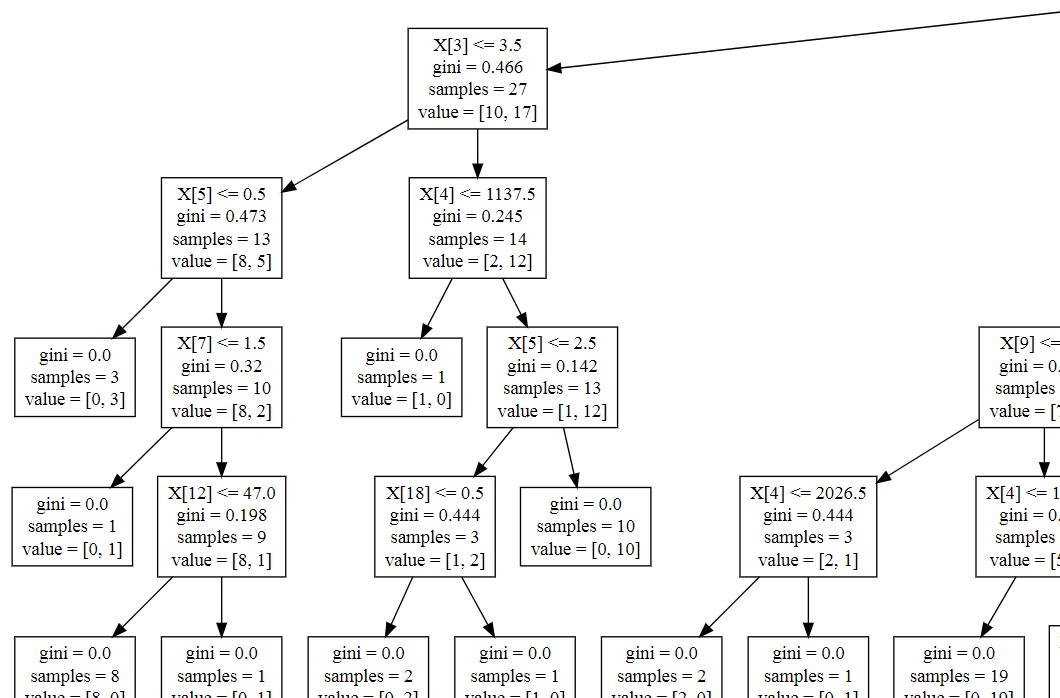 X[3] <= 3.5
gini = 0.466
samples = 27
value = [10, 17]
X[5] <= 0.5
gini = 0.473
samples = 13
value = [8, 5]
X[4] <= 1137.5
gini = 0.245
samples = 14
value = [2, 12]
gini = 0.0
samples = 3
value = [0, 3]
X[7] <= 1.5
gini = 0.32
samples = 10
value = [8, 2]
gini = 0.0
samples = 1
value = [1, 0]
X[5] <= 2.5
gini = 0.142
samples = 13
value = [1, 12]
X[9] <=
gini = 0.
samples
value = [7
gini = 0.0
samples = 1
value = [0, 1]
X[12] <= 47.0
gini = 0.198
samples = 9
value = [8, 1]
X[18] <= 0.5
gini = 0.444
samples = 3
value = [1, 2]
gini = 0.0
samples = 10
value = [0, 10]
X[4] <= 2026.5
gini = 0.444
samples = 3
value = [2, 1]
X[4] <= 1
gini = 0.
samples
value = [5
gini = 0.0
samples = 8
value = [8, 0]
gini = 0.0
samples = 1
value = [0, 1]
gini = 0.0
samples = 2
value = [0, 2]
gini = 0.0
samples = 1
value = [1, 0]
gini = 0.0
samples = 2
value = [2, 0]
gini = 0.0
samples = 1
value = [0, 1]
gini = 0.0
samples = 19
value = [0, 19]